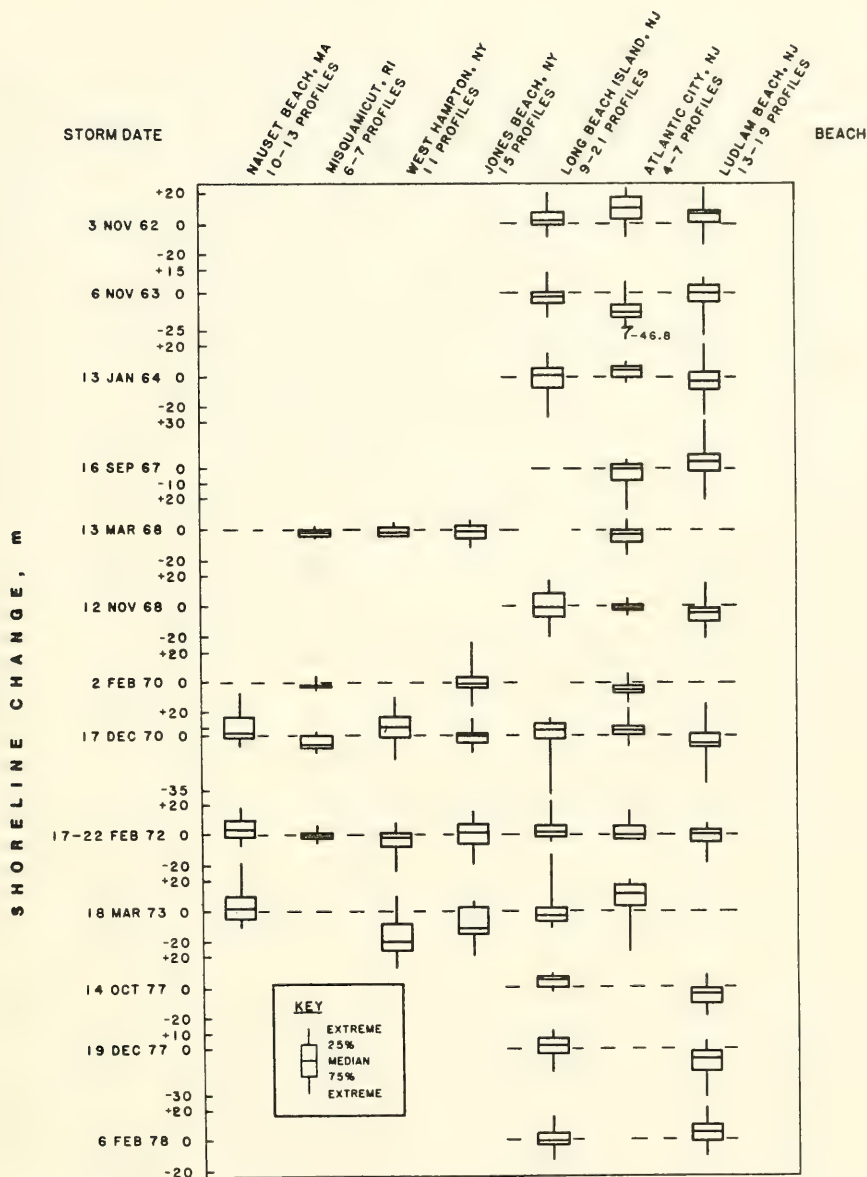 NAUSET BEACH, MA
10-13 PROFILES
MISQUAMICUT, RI
6-7 PROFILES
WEST HAMPTON, NY
11 PROFILES
JONES BEACH, NY
15 PROFILES
LONG BEACH ISLAND, NJ
9-21 PROFILES
ATLANTIC CITY, NJ
4-7 PROFILES
LUDLAM BEACH, NJ
13-19 PROFILES
STORM DATE
BEACH
SHORELINE CHANGE, m
+20
3 NOV 62 0
-20
+15
6 NOV 63 0
-25
-46.8
+20
13 JAN 64 0
-20
+30
16 SEP 67 0
-10
+20
13 MAR 68 0
-20
+20
12 NOV 68 0
-20
+20
2 FEB 70 0
+20
17 DEC 70 0
-35
+20
17-22 FEB 72 0
-20
+20
18 MAR 73 0
-20
+20
14 OCT 77 0
-20
+10
19 DEC 77 0
-30
+20
6 FEB 78 0
-20
KEY
EXTREME
25%
MEDIAN
75%
EXTREME